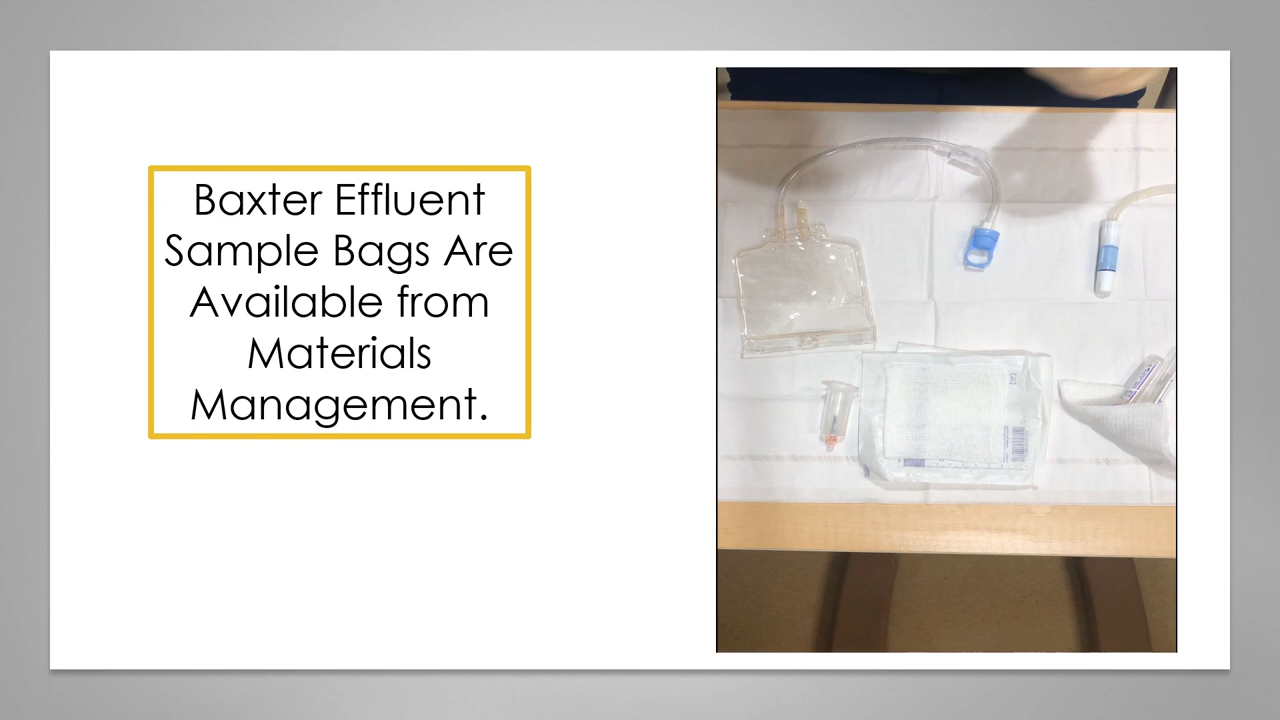 Baxter Effluent
Sample Bags Are
Available from
Materials
Management.